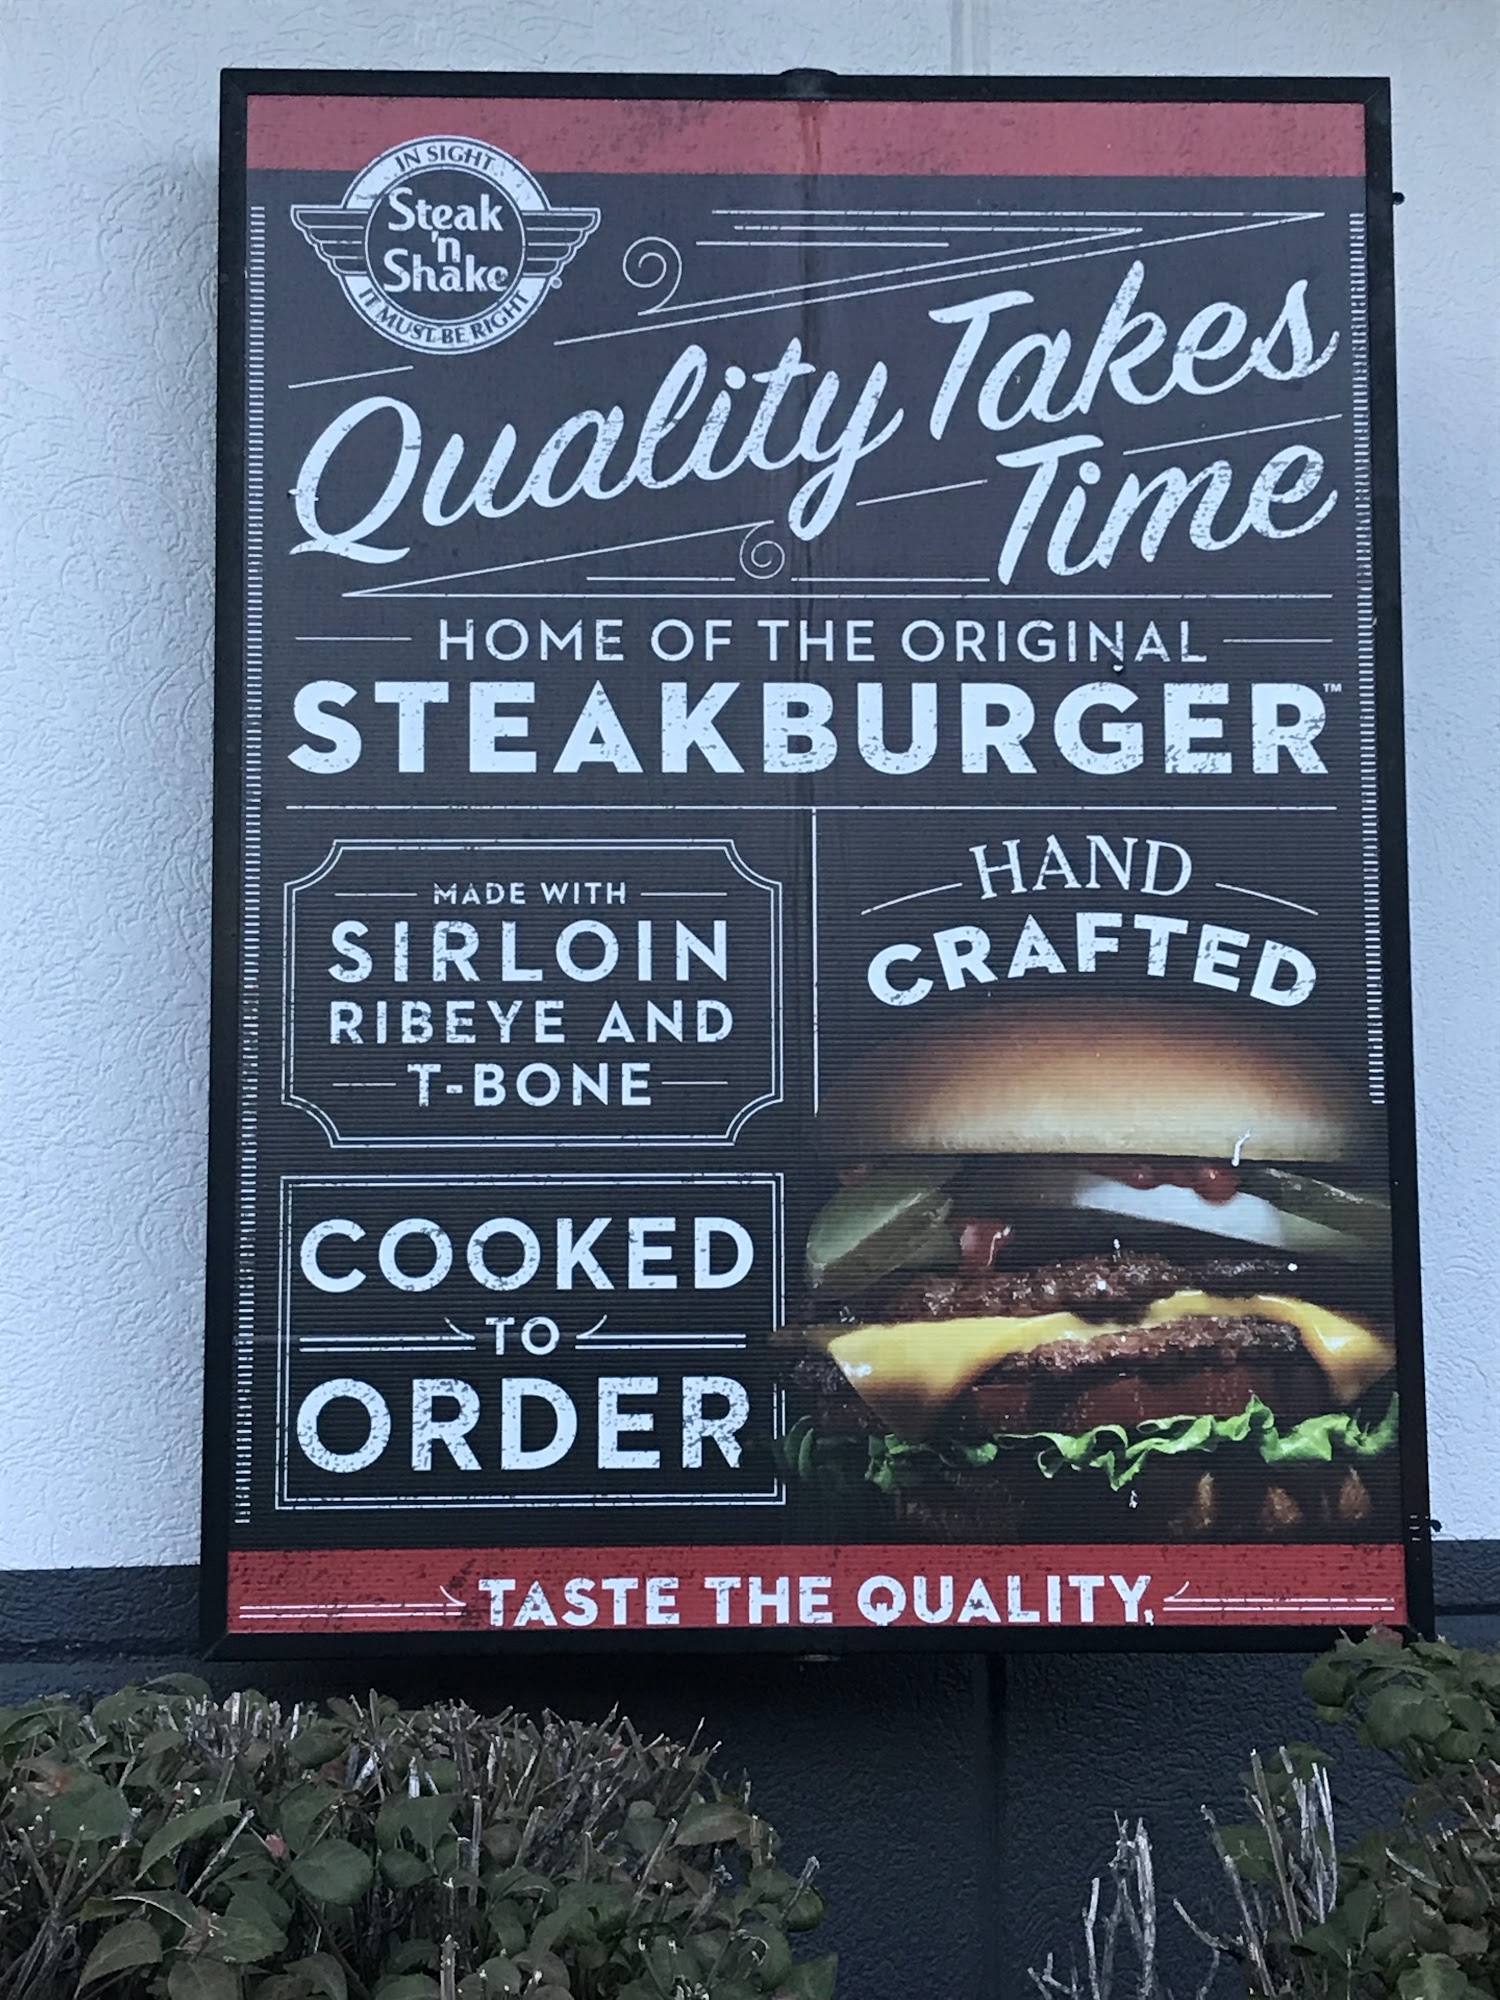 IN SIGHT
Steak
'n
Shake
IT MUST BE RIGHT
Quality Takes
Time
HOME OF THE ORIGINAL
STEAKBURGER™
MADE WITH
SIRLOIN
RIBEYE AND
T-BONE
HAND
CRAFTED
COOKED
TO
ORDER
TASTE THE QUALITY.